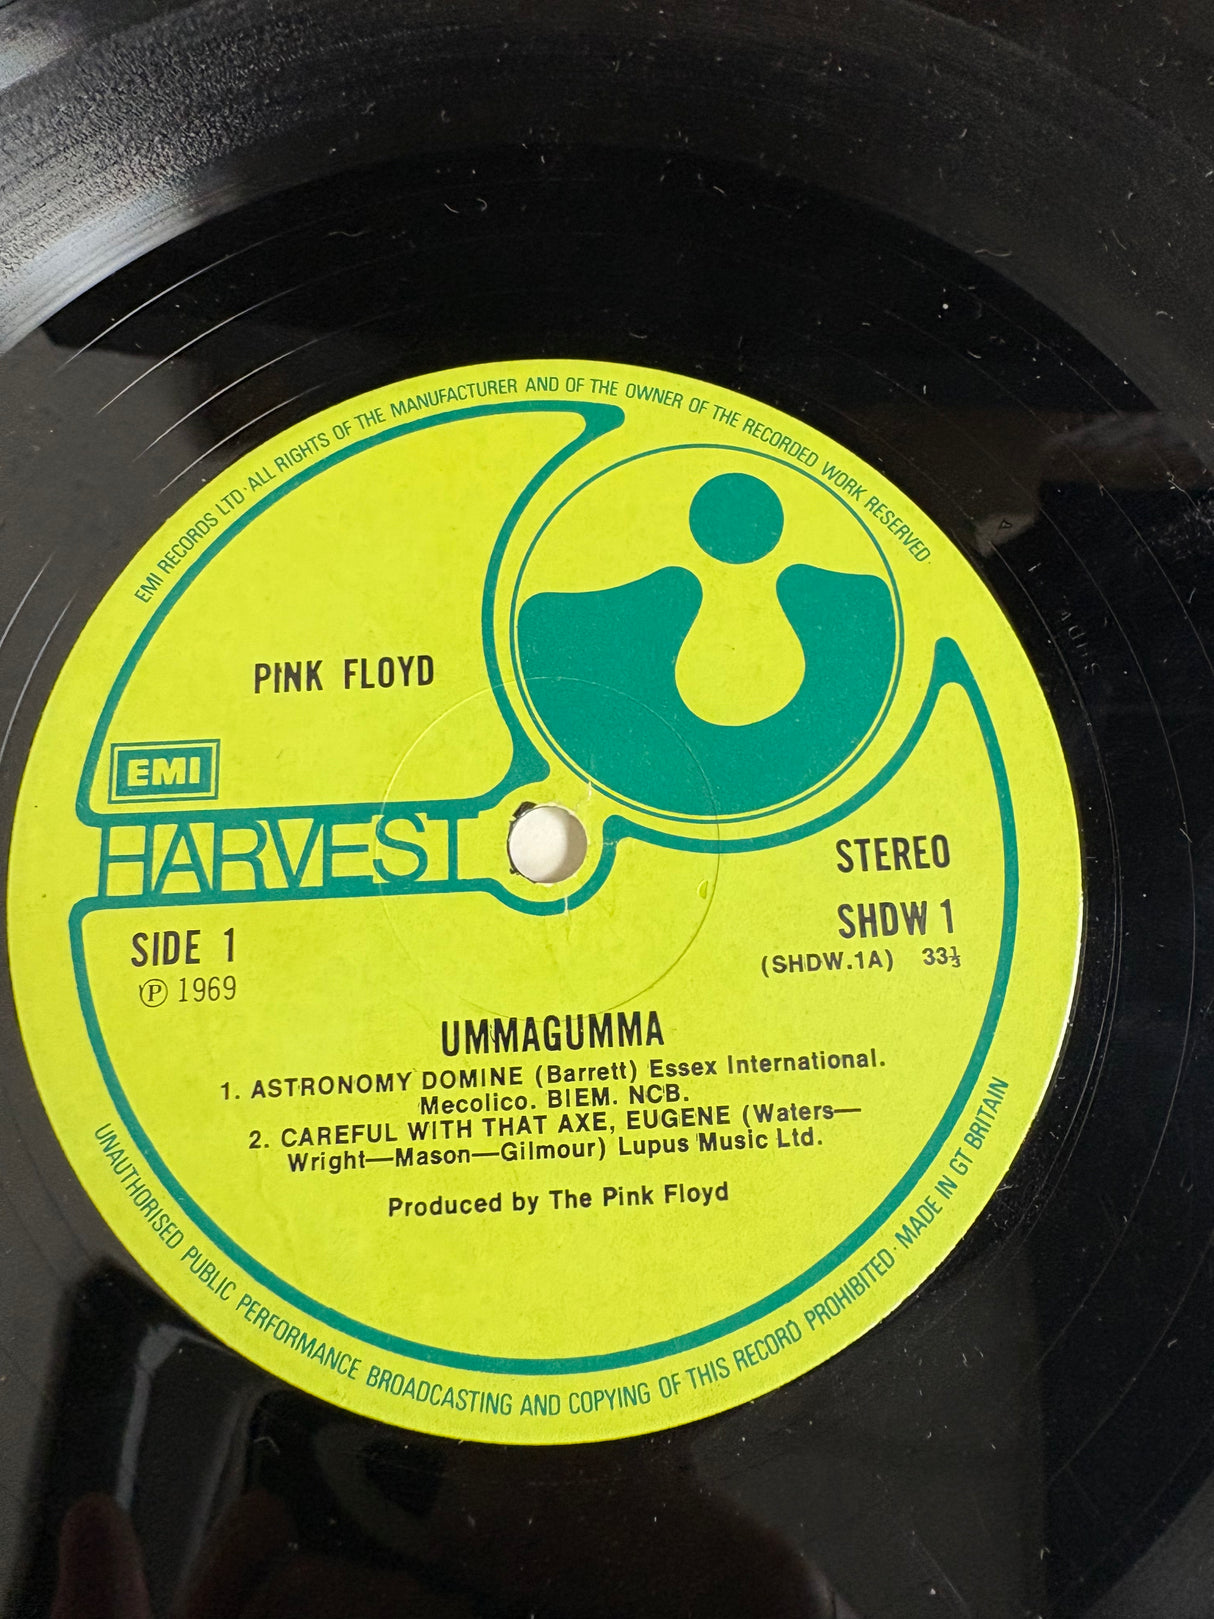 EMI RECORDS LTD · ALL RIGHTS OF THE MANUFACTURER AND OF THE OWNER OF THE RECORDED WORK RESERVED
PINK FLOYD
EMI
HARVEST
STEREO
SHDW 1
(SHDW.1A) 33⅓
SIDE 1
℗ 1969
UMMAGUMMA
1. ASTRONOMY DOMINE (Barrett) Essex International.
Mecolico. BIEM. NCB.
2. CAREFUL WITH THAT AXE, EUGENE (Waters—
Wright—Mason—Gilmour) Lupus Music Ltd.
Produced by The Pink Floyd
UNAUTHORISED PUBLIC PERFORMANCE BROADCASTING AND COPYING OF THIS RECORD PROHIBITED · MADE IN GT BRITAIN